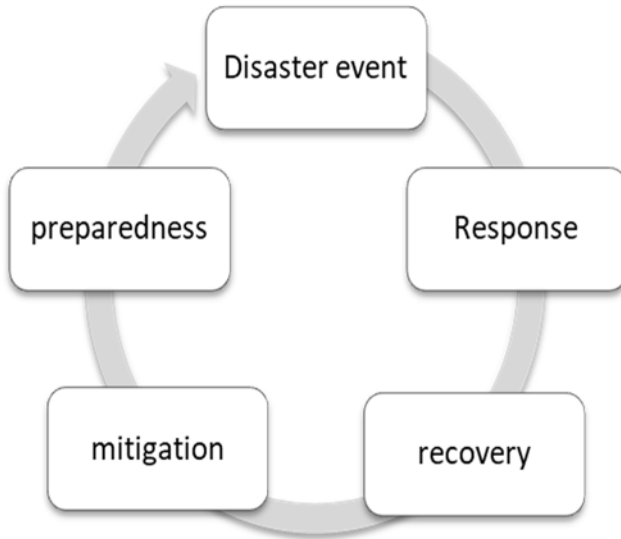 Disaster event
Response
recovery
mitigation
preparedness